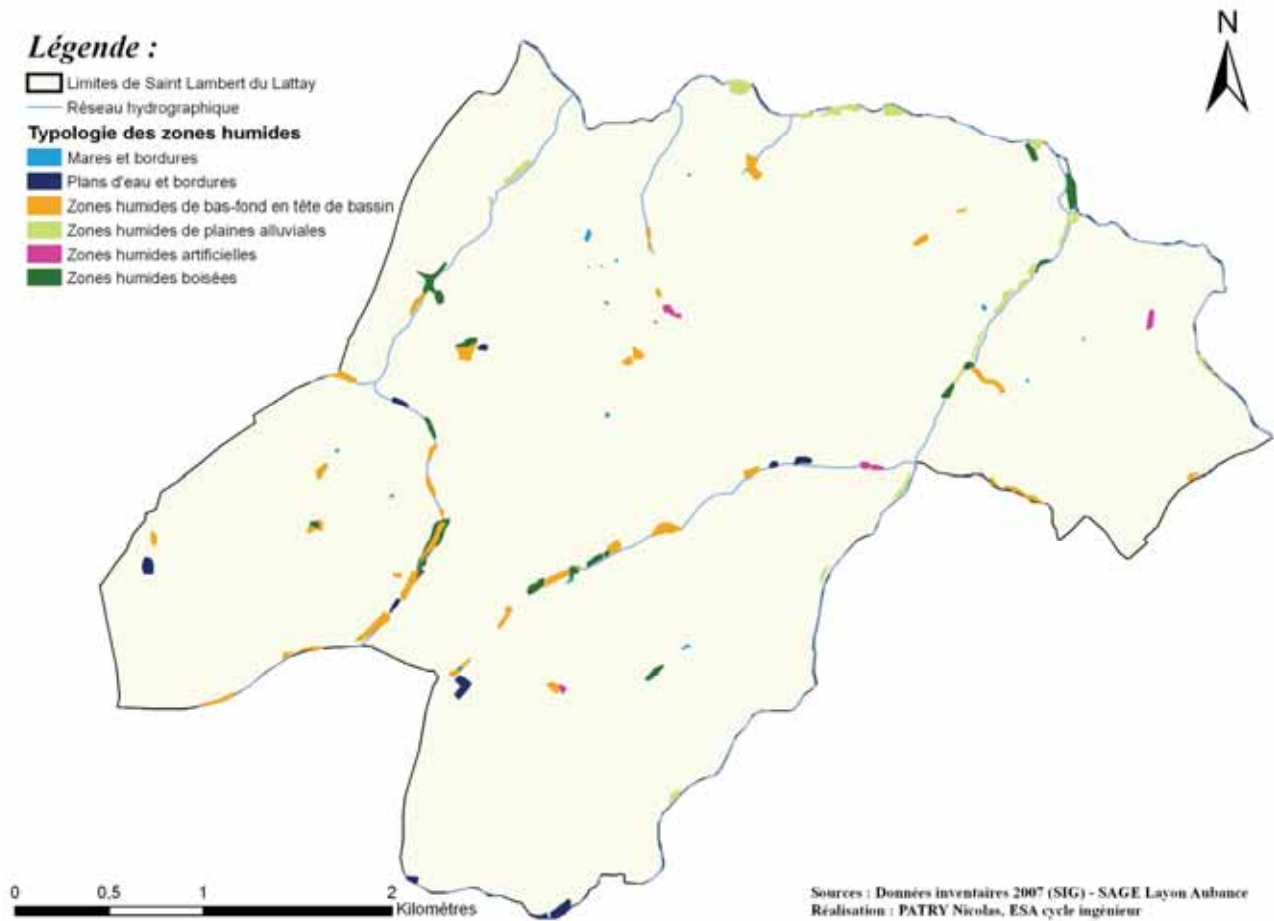 N
Légende :
Limites de Saint Lambert du Lattay
Réseau hydrographique
Typologie des zones humides
Mares et bordures
Plans d'eau et bordures
Zones humides de bas-fond en tête de bassin
Zones humides de plaines alluviales
Zones humides artificielles
Zones humides boisées
0 0,5 1 2
Kilomètres
Sources : Données inventaires 2007 (SIG) - SAGE Layon Aubance
Réalisation : PATRY Nicolas, ESA cycle ingénieur